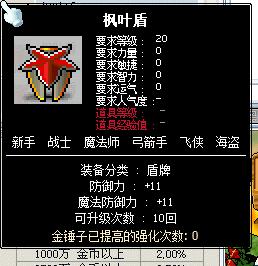 枫叶盾
要求等级 : 20
要求力量 : 0
要求敏捷 : 0
要求智力 : 0
要求运气 : 0
要求人气度 : -
道具等级 : -
道具经验值 : -
新手 战士 魔法师 弓箭手 飞侠 海盗
装备分类 : 盾牌
防御力 : +11
魔法防御力 : +11
可升级次数 : 10回
金锤子已提高的强化次数: 0
1000万 金币以上 2,00%